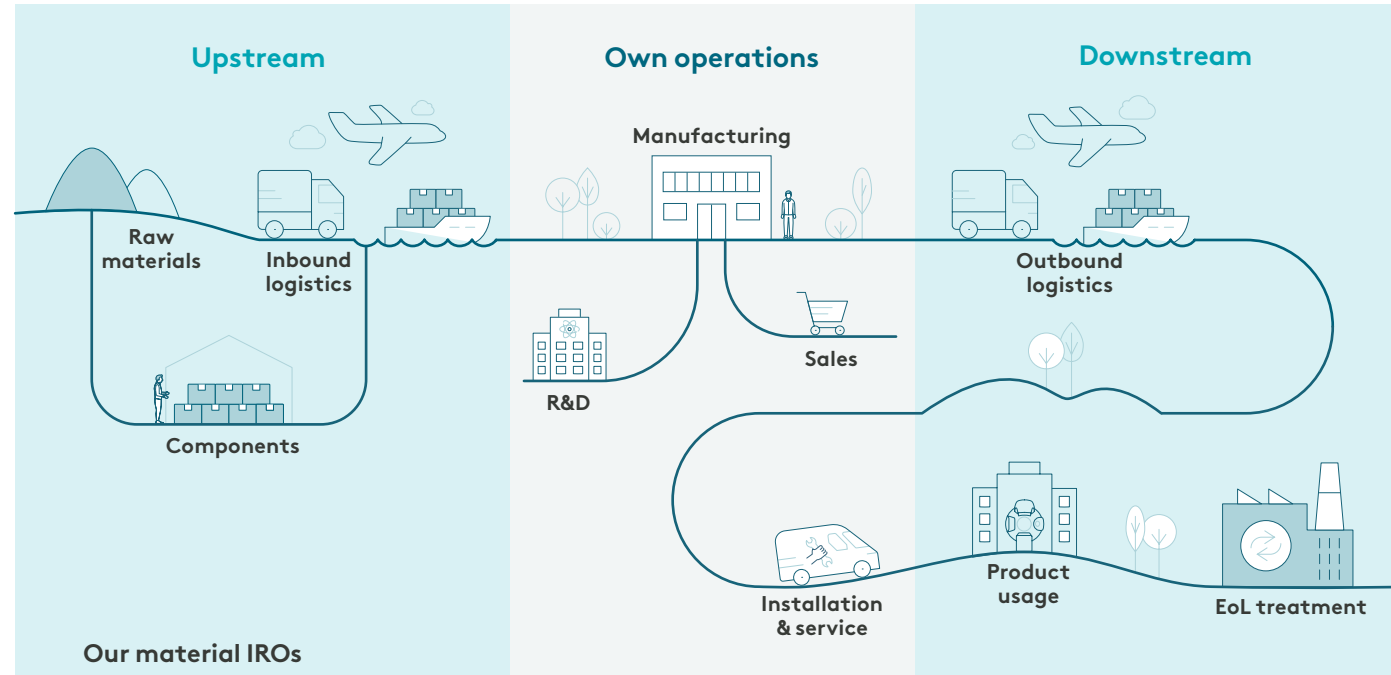 Upstream
Own operations
Downstream
Manufacturing
Raw
materials
Inbound
logistics
Outbound
logistics
Sales
R&D
Components
Product
usage
Installation
& service
EoL treatment
Our material IROs